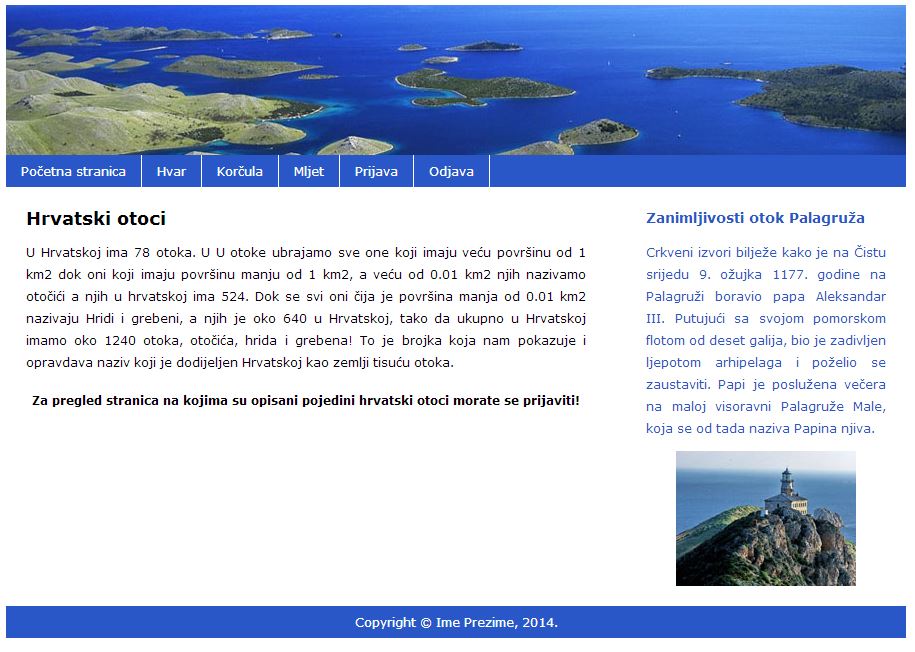 Početna stranica
Hvar
Korčula
Mljet
Prijava
Odjava
Hrvatski otoci
U Hrvatskoj ima 78 otoka. U U otoke ubrajamo sve one koji imaju veću površinu od 1
km2 dok oni koji imaju površinu manju od 1 km2, a veću od 0.01 km2 njih nazivamo
otočići a njih u hrvatskoj ima 524. Dok se svi oni čija je površina manja od 0.01 km2
nazivaju Hridi i grebeni, a njih je oko 640 u Hrvatskoj, tako da ukupno u Hrvatskoj
imamo oko 1240 otoka, otočića, hrida i grebena! To je brojka koja nam pokazuje i
opravdava naziv koji je dodijeljen Hrvatskoj kao zemlji tisuću otoka.
Za pregled stranica na kojima su opisani pojedini hrvatski otoci morate se prijaviti!
Zanimljivosti otok Palagruža
Crkveni izvori bilježe kako je na Čistu
srijedu 9. ožujka 1177. godine na
Palagruži boravio papa Aleksandar
III. Putujući sa svojom pomorskom
flotom od deset galija, bio je zadivljen
ljepotom arhipelaga i poželio se
zaustaviti. Papi je poslužena večera
na maloj visoravni Palagruže Male,
koja se od tada naziva Papina njiva.
Copyright © Ime Prezime, 2014.